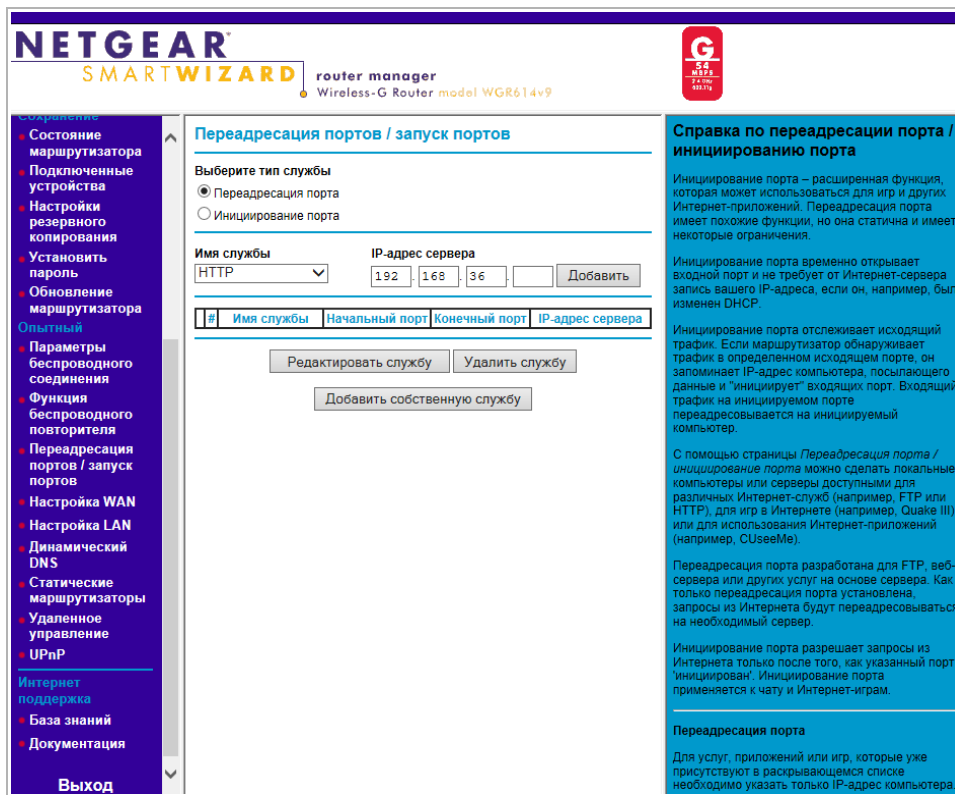 NETGEAR
SMARTWIZARD router manager
Wireless-G Router model WGR614v9
G
54
MBPS
2.4 GHz
802.11g
Сохранение
Состояние
маршрутизатора
Подключенные
устройства
Настройки
резервного
копирования
Установить
пароль
Обновление
маршрутизатора
Опытный
Параметры
беспроводного
соединения
Функция
беспроводного
повторителя
Переадресация
портов / запуск
портов
Настройка WAN
Настройка LAN
Динамический
DNS
Статические
маршрутизаторы
Удаленное
управление
UPnP
Интернет
поддержка
База знаний
Документация
Выход
Переадресация портов / запуск портов
Выберите тип службы
Переадресация порта
Инициирование порта
Имя службы IP-адрес сервера
HTTP 192 . 168 . 36 . Добавить
# Имя службы Начальный порт Конечный порт IP-адрес сервера
Редактировать службу Удалить службу
Добавить собственную службу
Справка по переадресации порта /
инициированию порта
Инициирование порта – расширенная функция,
которая может использоваться для игр и других
Интернет-приложений. Переадресация порта
имеет похожие функции, но она статична и имеет
некоторые ограничения.
Инициирование порта временно открывает
входной порт и не требует от Интернет-сервера
запись вашего IP-адреса, если он, например, был
изменен DHCP.
Инициирование порта отслеживает исходящий
трафик. Если маршрутизатор обнаруживает
трафик в определенном исходящем порте, он
запоминает IP-адрес компьютера, посылающего
данные и "инициирует" входящих порт. Входящий
трафик на инициируемом порте
переадресовывается на инициируемый
компьютер.
С помощью страницы Переадресация порта /
инициирование порта можно сделать локальные
компьютеры или серверы доступными для
различных Интернет-служб (например, FTP или
HTTP), для игр в Интернете (например, Quake III)
или для использования Интернет-приложений
(например, CUseeMe).
Переадресация порта разработана для FTP, веб-
сервера или других услуг на основе сервера. Как
только переадресация порта установлена,
запросы из Интернета будут переадресовываться
на необходимый сервер.
Инициирование порта разрешает запросы из
Интернета только после того, как указанный порт
'инициирован'. Инициирование порта
применяется к чату и Интернет-играм.
Переадресация порта
Для услуг, приложений или игр, которые уже
присутствуют в раскрывающемся списке
необходимо указать только IP-адрес компьютера